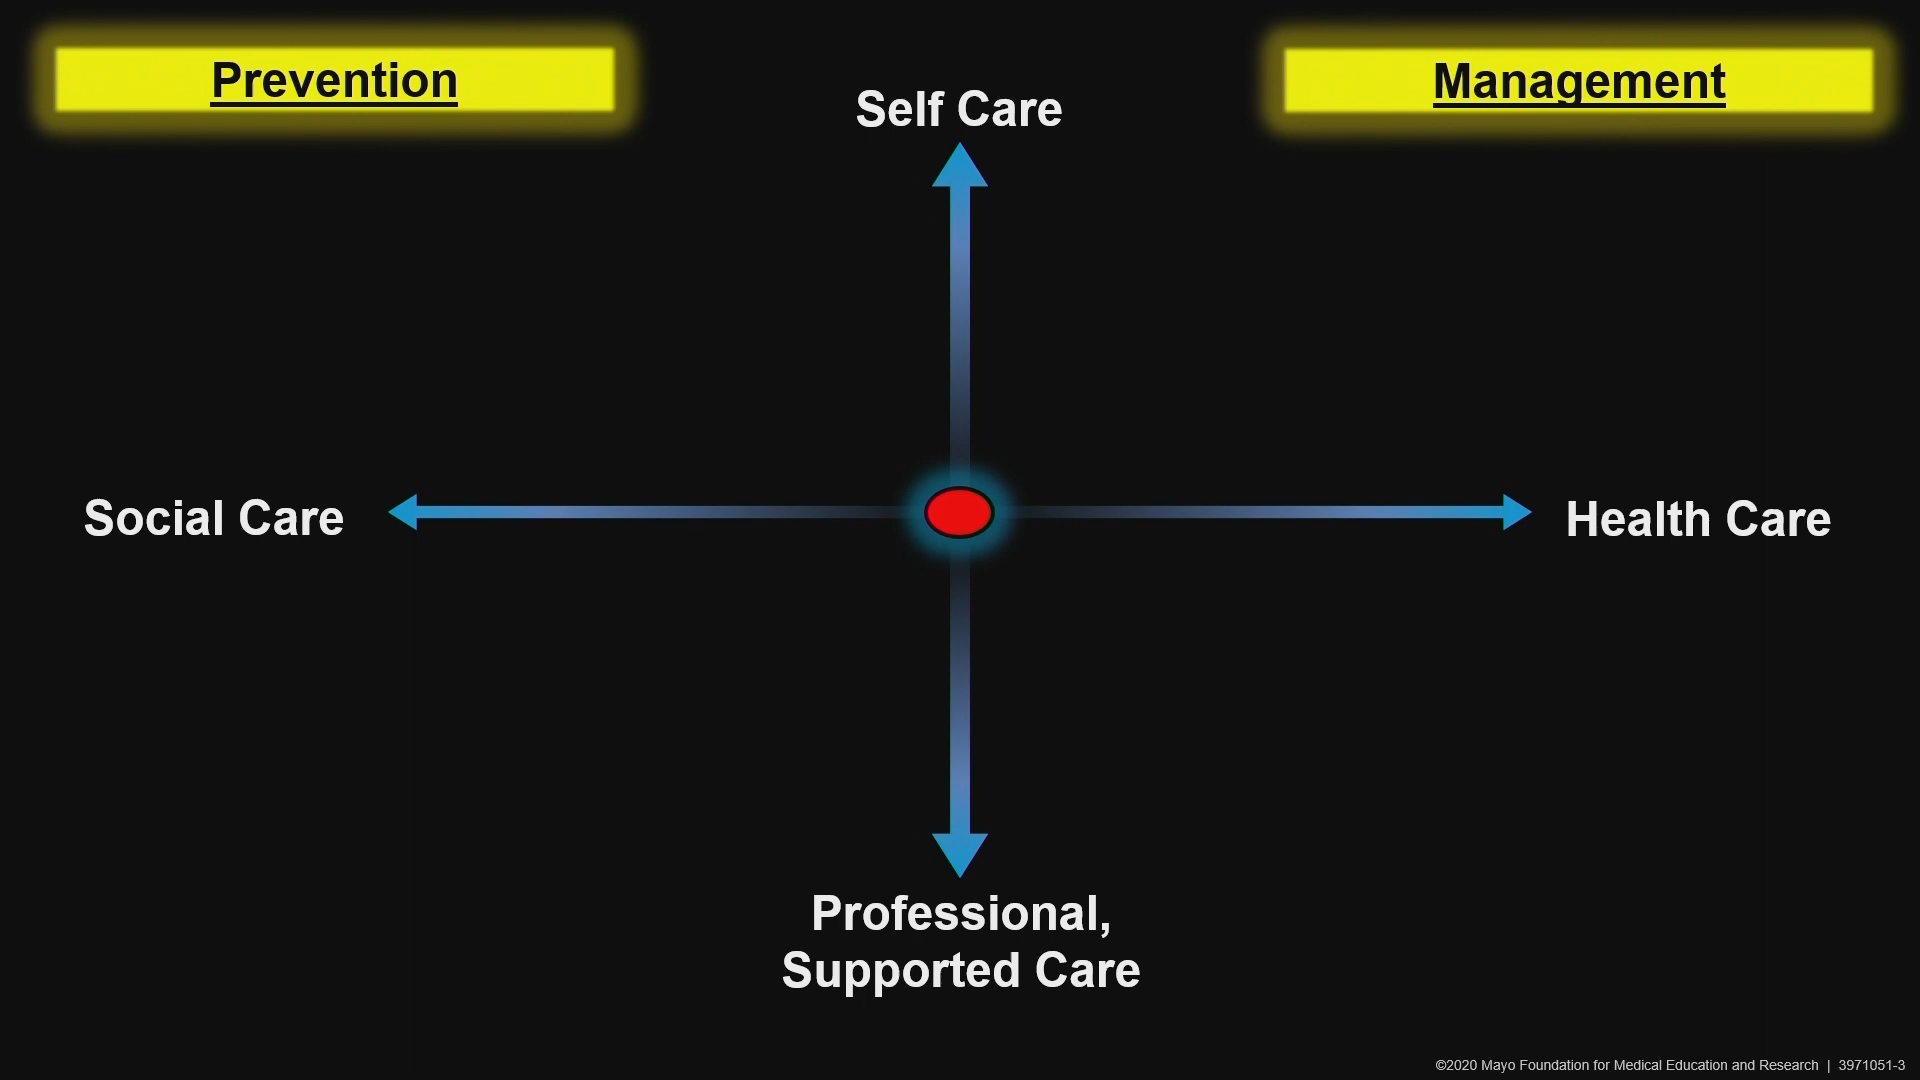 Prevention
Management
Self Care
Social Care
Health Care
Professional,
Supported Care
©2020 Mayo Foundation for Medical Education and Research | 3971051-3